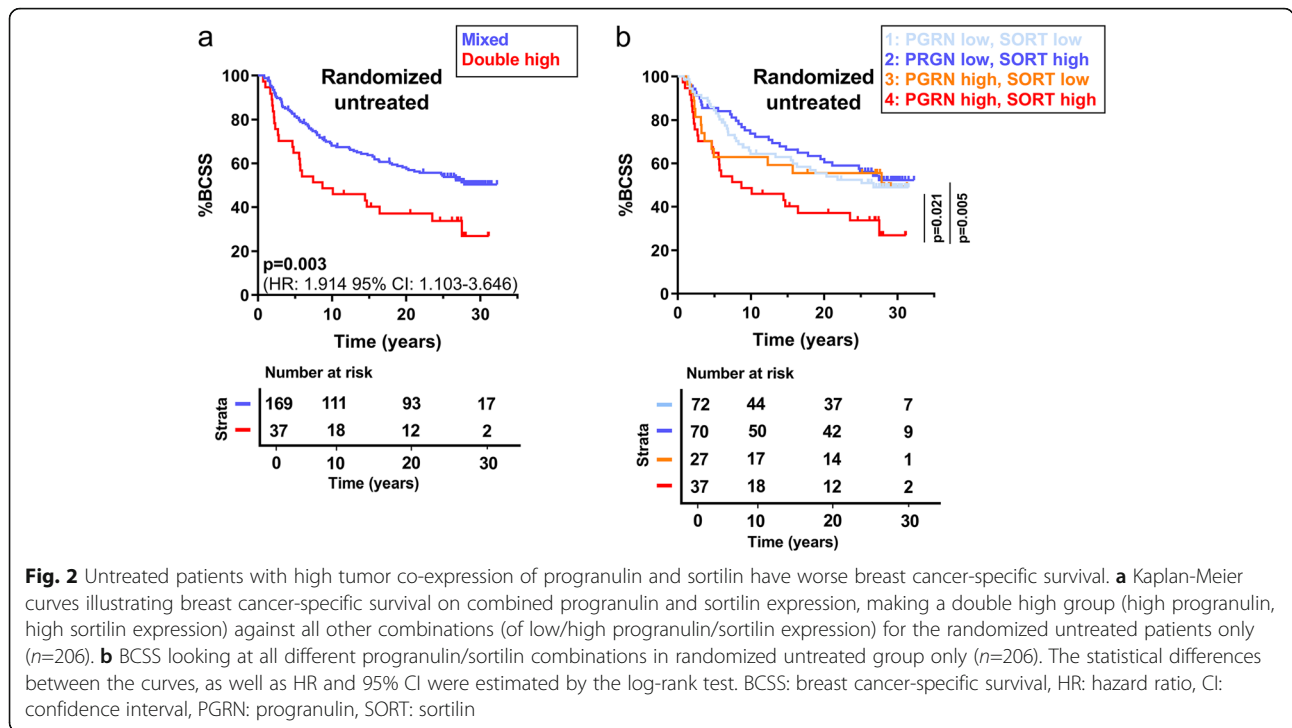 a
Mixed
Double high
Randomized
untreated
100
80
60
40
20
0
%BCSS
p=0.003
(HR: 1.914 95% CI: 1.103-3.646)
0 10 20 30
Time (years)
Number at risk
Strata
169 111 93 17
37 18 12 2
0 10 20 30
Time (years)
b
1: PGRN low, SORT low
2: PRGN low, SORT high
3: PGRN high, SORT low
4: PGRN high, SORT high
Randomized
untreated
100
80
60
40
20
0
%BCSS
p=0.021
p=0.005
0 10 20 30
Time (years)
Number at risk
Strata
72 44 37 7
70 50 42 9
27 17 14 1
37 18 12 2
0 10 20 30
Time (years)
Fig. 2 Untreated patients with high tumor co-expression of progranulin and sortilin have worse breast cancer-specific survival. a Kaplan-Meier
curves illustrating breast cancer-specific survival on combined progranulin and sortilin expression, making a double high group (high progranulin,
high sortilin expression) against all other combinations (of low/high progranulin/sortilin expression) for the randomized untreated patients only
(n=206). b BCSS looking at all different progranulin/sortilin combinations in randomized untreated group only (n=206). The statistical differences
between the curves, as well as HR and 95% CI were estimated by the log-rank test. BCSS: breast cancer-specific survival, HR: hazard ratio, CI:
confidence interval, PGRN: progranulin, SORT: sortilin